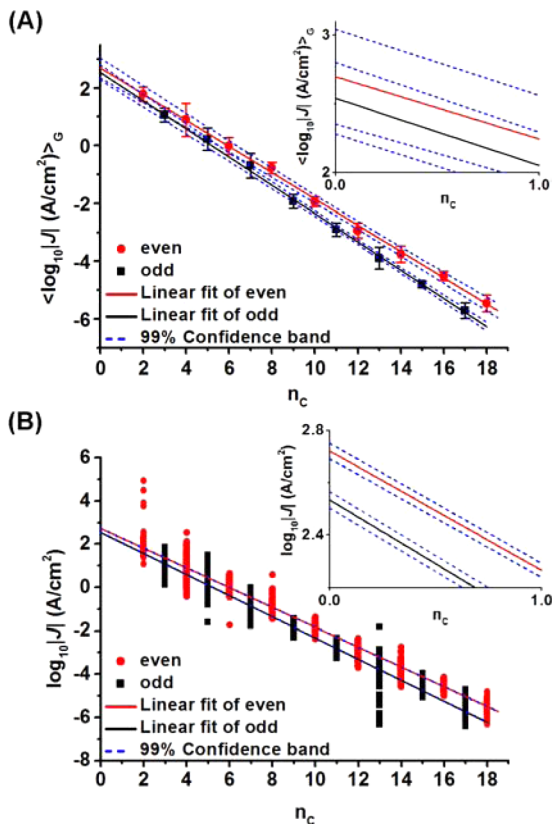 (A)
<log₁₀|J| (A/cm²)>G
2
0
-2
-4
-6
even
odd
Linear fit of even
Linear fit of odd
99% Confidence band
0 2 4 6 8 10 12 14 16 18
nC
<log₁₀|J| (A/cm²)>G
3
2
0.0 1.0
nC
(B)
log₁₀|J| (A/cm²)
6
4
2
0
-2
-4
-6
-8
even
odd
Linear fit of even
Linear fit of odd
99% Confidence band
0 2 4 6 8 10 12 14 16 18
nC
log₁₀|J| (A/cm²)
2.8
2.4
0.0 1.0
nC